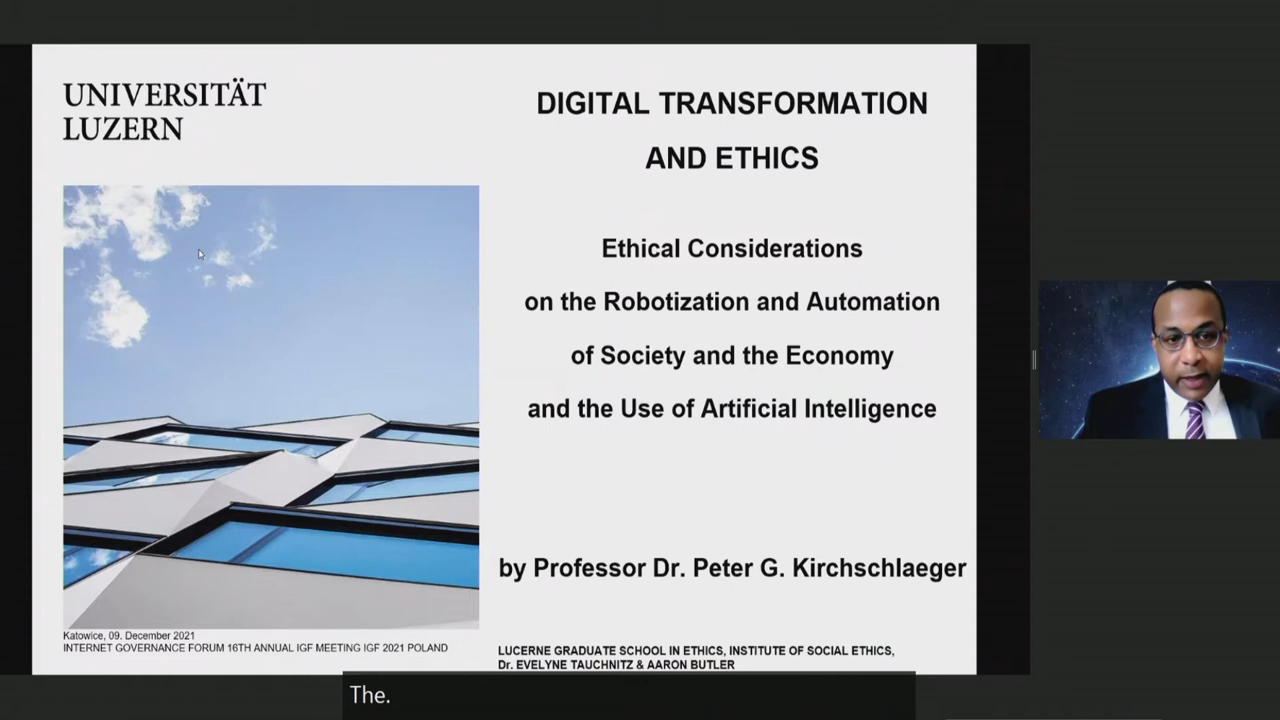 UNIVERSITÄT
LUZERN
DIGITAL TRANSFORMATION
AND ETHICS
Ethical Considerations
on the Robotization and Automation
of Society and the Economy
and the Use of Artificial Intelligence
by Professor Dr. Peter G. Kirchschlaeger
Katowice, 09. December 2021
INTERNET GOVERNANCE FORUM 16TH ANNUAL IGF MEETING IGF 2021 POLAND
LUCERNE GRADUATE SCHOOL IN ETHICS, INSTITUTE OF SOCIAL ETHICS,
Dr. EVELYNE TAUCHNITZ & AARON BUTLER
The.